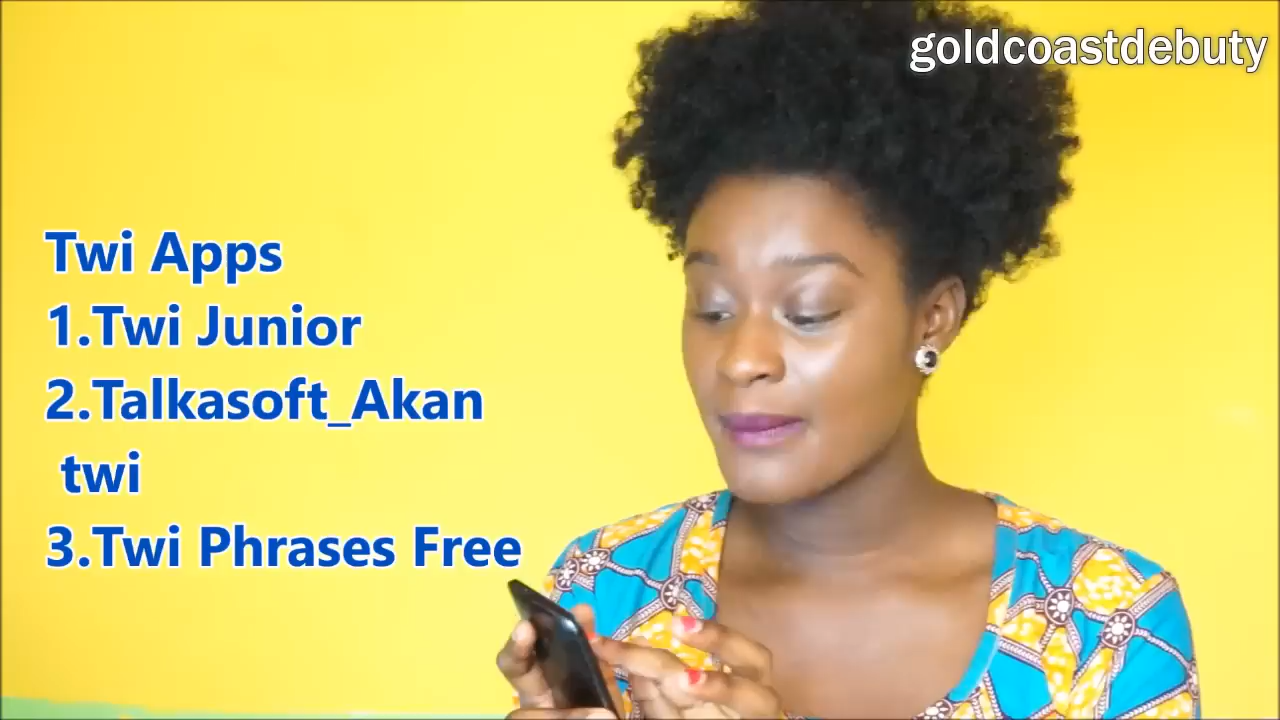 goldcoastdebuty
Twi Apps
1.Twi Junior
2.Talkasoft_Akan
twi
3.Twi Phrases Free